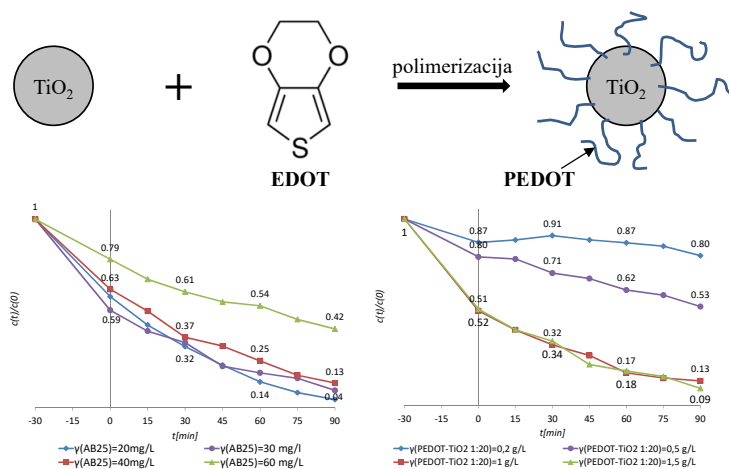 TiO2
+
O
O
S
EDOT
polimerizacija
TiO2
PEDOT
c(t)/c(0)
1
0.79
0.63
0.59
0.61
0.37
0.32
0.54
0.25
0.14
0.42
0.13
0.04
-30 -15 0 15 30 45 60 75 90
t[min]
γ(AB25)=20mg/L γ(AB25)=30 mg/l
γ(AB25)=40mg/L γ(AB25)=60 mg/L
c(t)/c(0)
1
0.87
0.80
0.51
0.52
0.91
0.71
0.32
0.34
0.87
0.62
0.17
0.18
0.80
0.53
0.13
0.09
-30 -15 0 15 30 45 60 75 90
t[min]
γ(PEDOT-TiO2 1:20)=0,2 g/L γ(PEDOT-TiO2 1:20)=0,5 g/L
γ(PEDOT-TiO2 1:20)=1 g/L γ(PEDOT-TiO2 1:20)=1,5 g/L